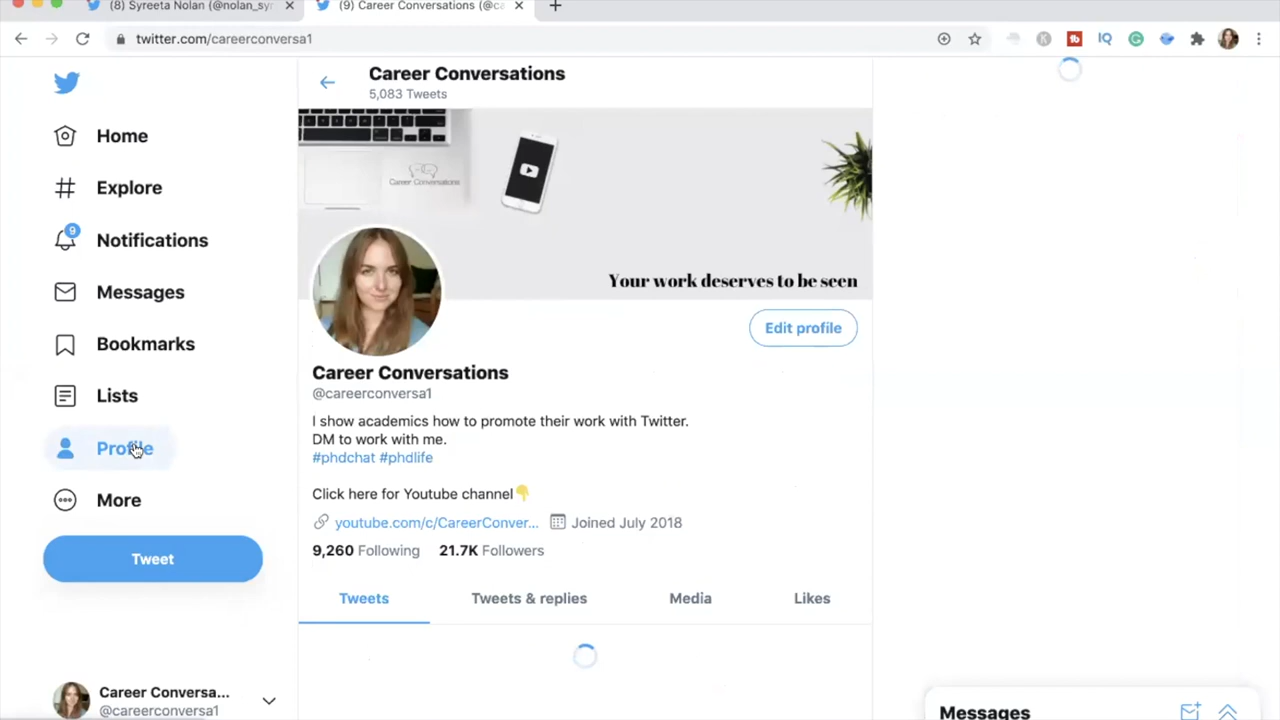 (8) Syreeta Nolan (@nolan_syr
(9) Career Conversations (@ca
twitter.com/careerconversa1
Career Conversations
5,083 Tweets
Home
Explore
9
Notifications
Messages
Bookmarks
Lists
Profile
More
Tweet
Career Conversa...
@careerconversa1
Career Conversations
Your work deserves to be seen
Edit profile
Career Conversations
@careerconversa1
I show academics how to promote their work with Twitter.
DM to work with me.
#phdchat #phdlife
Click here for Youtube channel👇
youtube.com/c/CareerConver... Joined July 2018
9,260 Following 21.7K Followers
Tweets Tweets & replies Media Likes
Messages